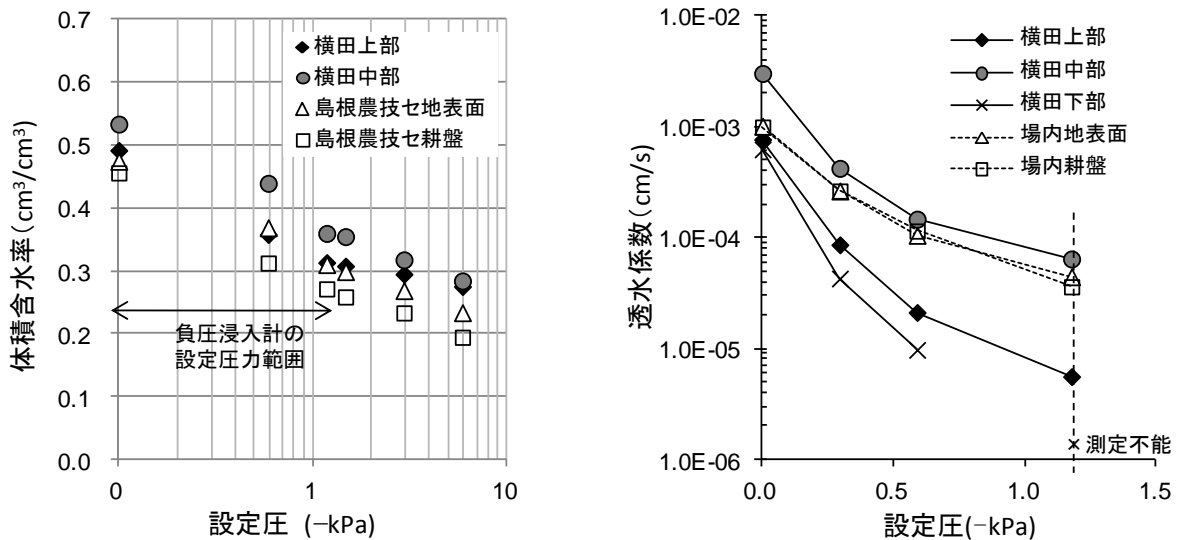 体積含水率(cm³/cm³)
0.7
0.6
0.5
0.4
0.3
0.2
0.1
0.0
0
1
10
設定圧 (−kPa)
横田上部
横田中部
島根農技セ地表面
島根農技セ耕盤
負圧浸入計の
設定圧力範囲
透水係数(cm/s)
1.0E-02
1.0E-03
1.0E-04
1.0E-05
1.0E-06
0.0
0.5
1.0
1.5
設定圧(−kPa)
横田上部
横田中部
横田下部
場内地表面
場内耕盤
測定不能